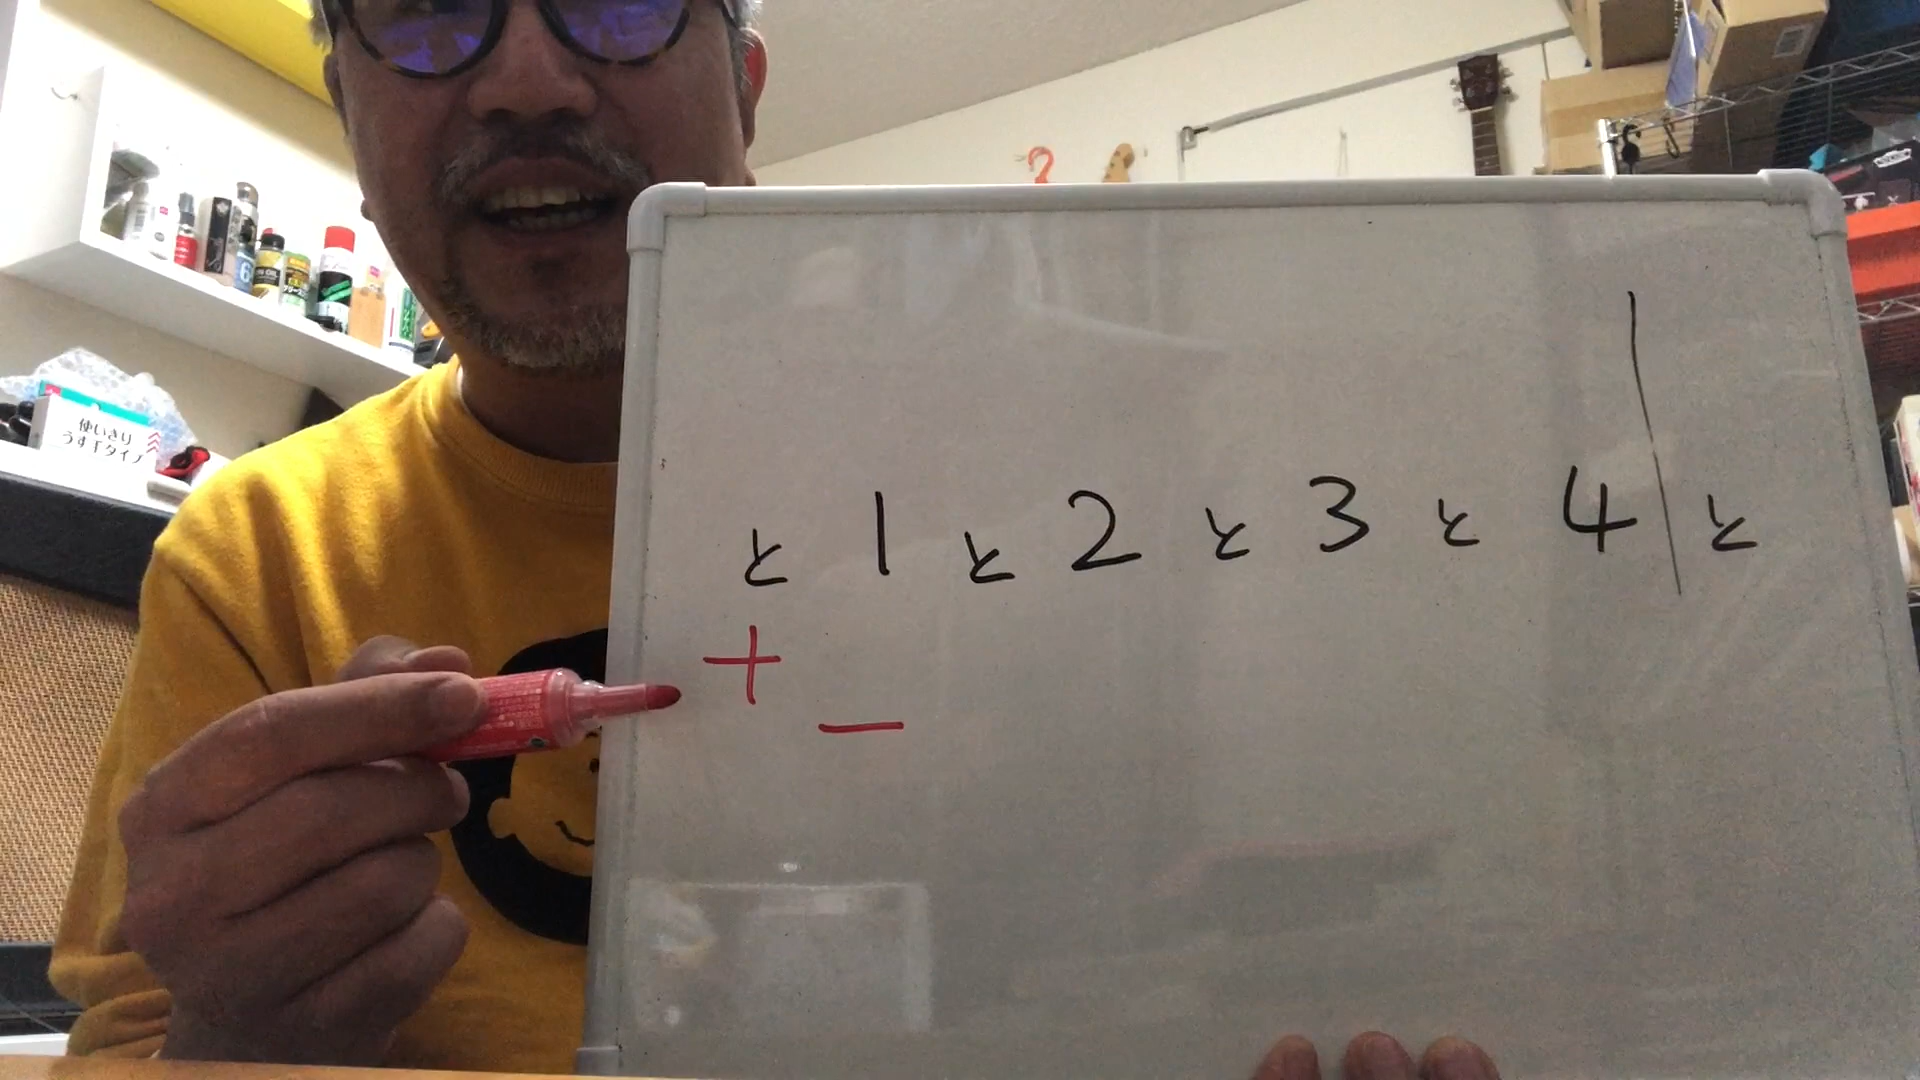 使いきり
うす手タイプ
と 1 と 2 と 3 と 4 | と
+
−